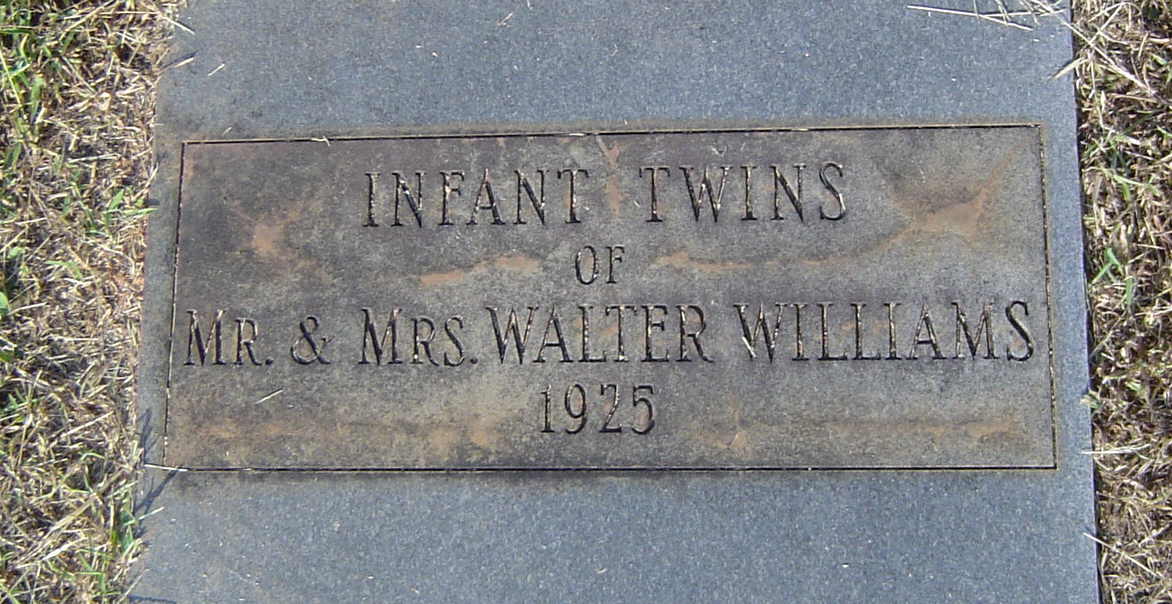 INFANT TWINS
OF
MR. & MRS. WALTER WILLIAMS
1925